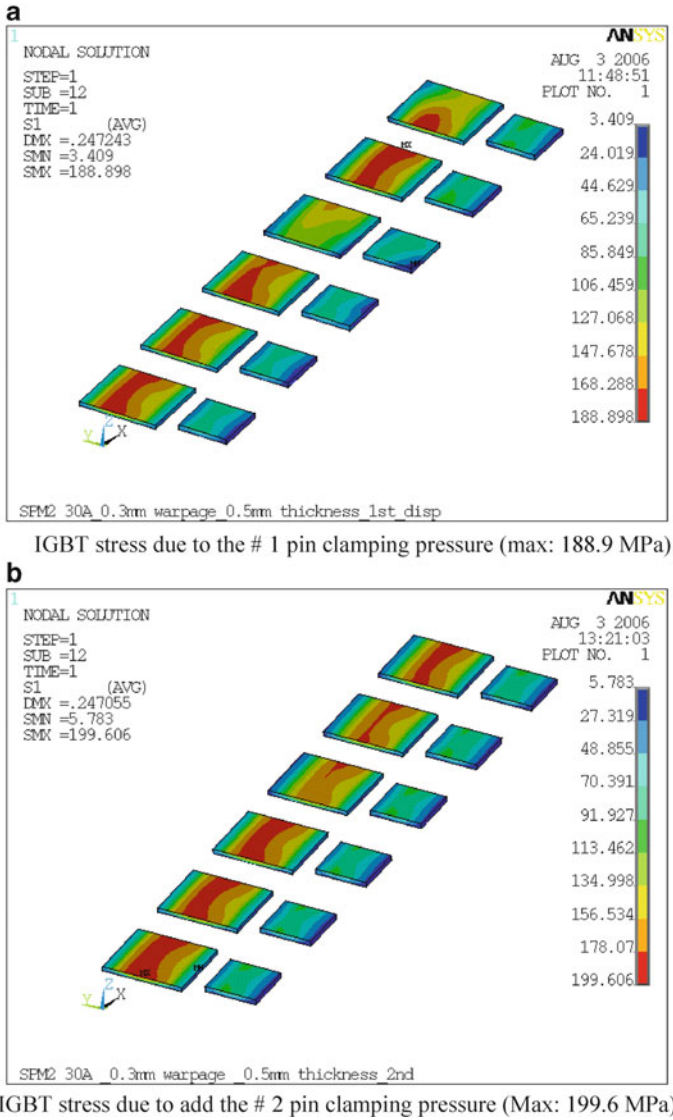 a
1
ANSYS
NODAL SOLUTION
AUG 3 2006
11:48:51
PLOT NO. 1
STEP=1
SUB =12
TIME=1
S1 (AVG)
DMX =.247243
SMN =3.409
SMX =188.898
MX
3.409
24.019
44.629
65.239
85.849
106.459
127.068
147.678
168.288
188.898
Z
Y X
SPM2 30A_0.3mm warpage_0.5mm thickness_1st_disp
IGBT stress due to the # 1 pin clamping pressure (max: 188.9 MPa)
b
1
ANSYS
NODAL SOLUTION
AUG 3 2006
13:21:03
PLOT NO. 1
STEP=1
SUB =12
TIME=1
S1 (AVG)
DMX =.247055
SMN =5.783
SMX =199.606
5.783
27.319
48.855
70.391
91.927
113.462
134.998
156.534
178.07
199.606
MX MN
Z
Y X
SPM2 30A _0.3mm warpage _0.5mm thickness_2nd
IGBT stress due to add the # 2 pin clamping pressure (Max: 199.6 MPa)